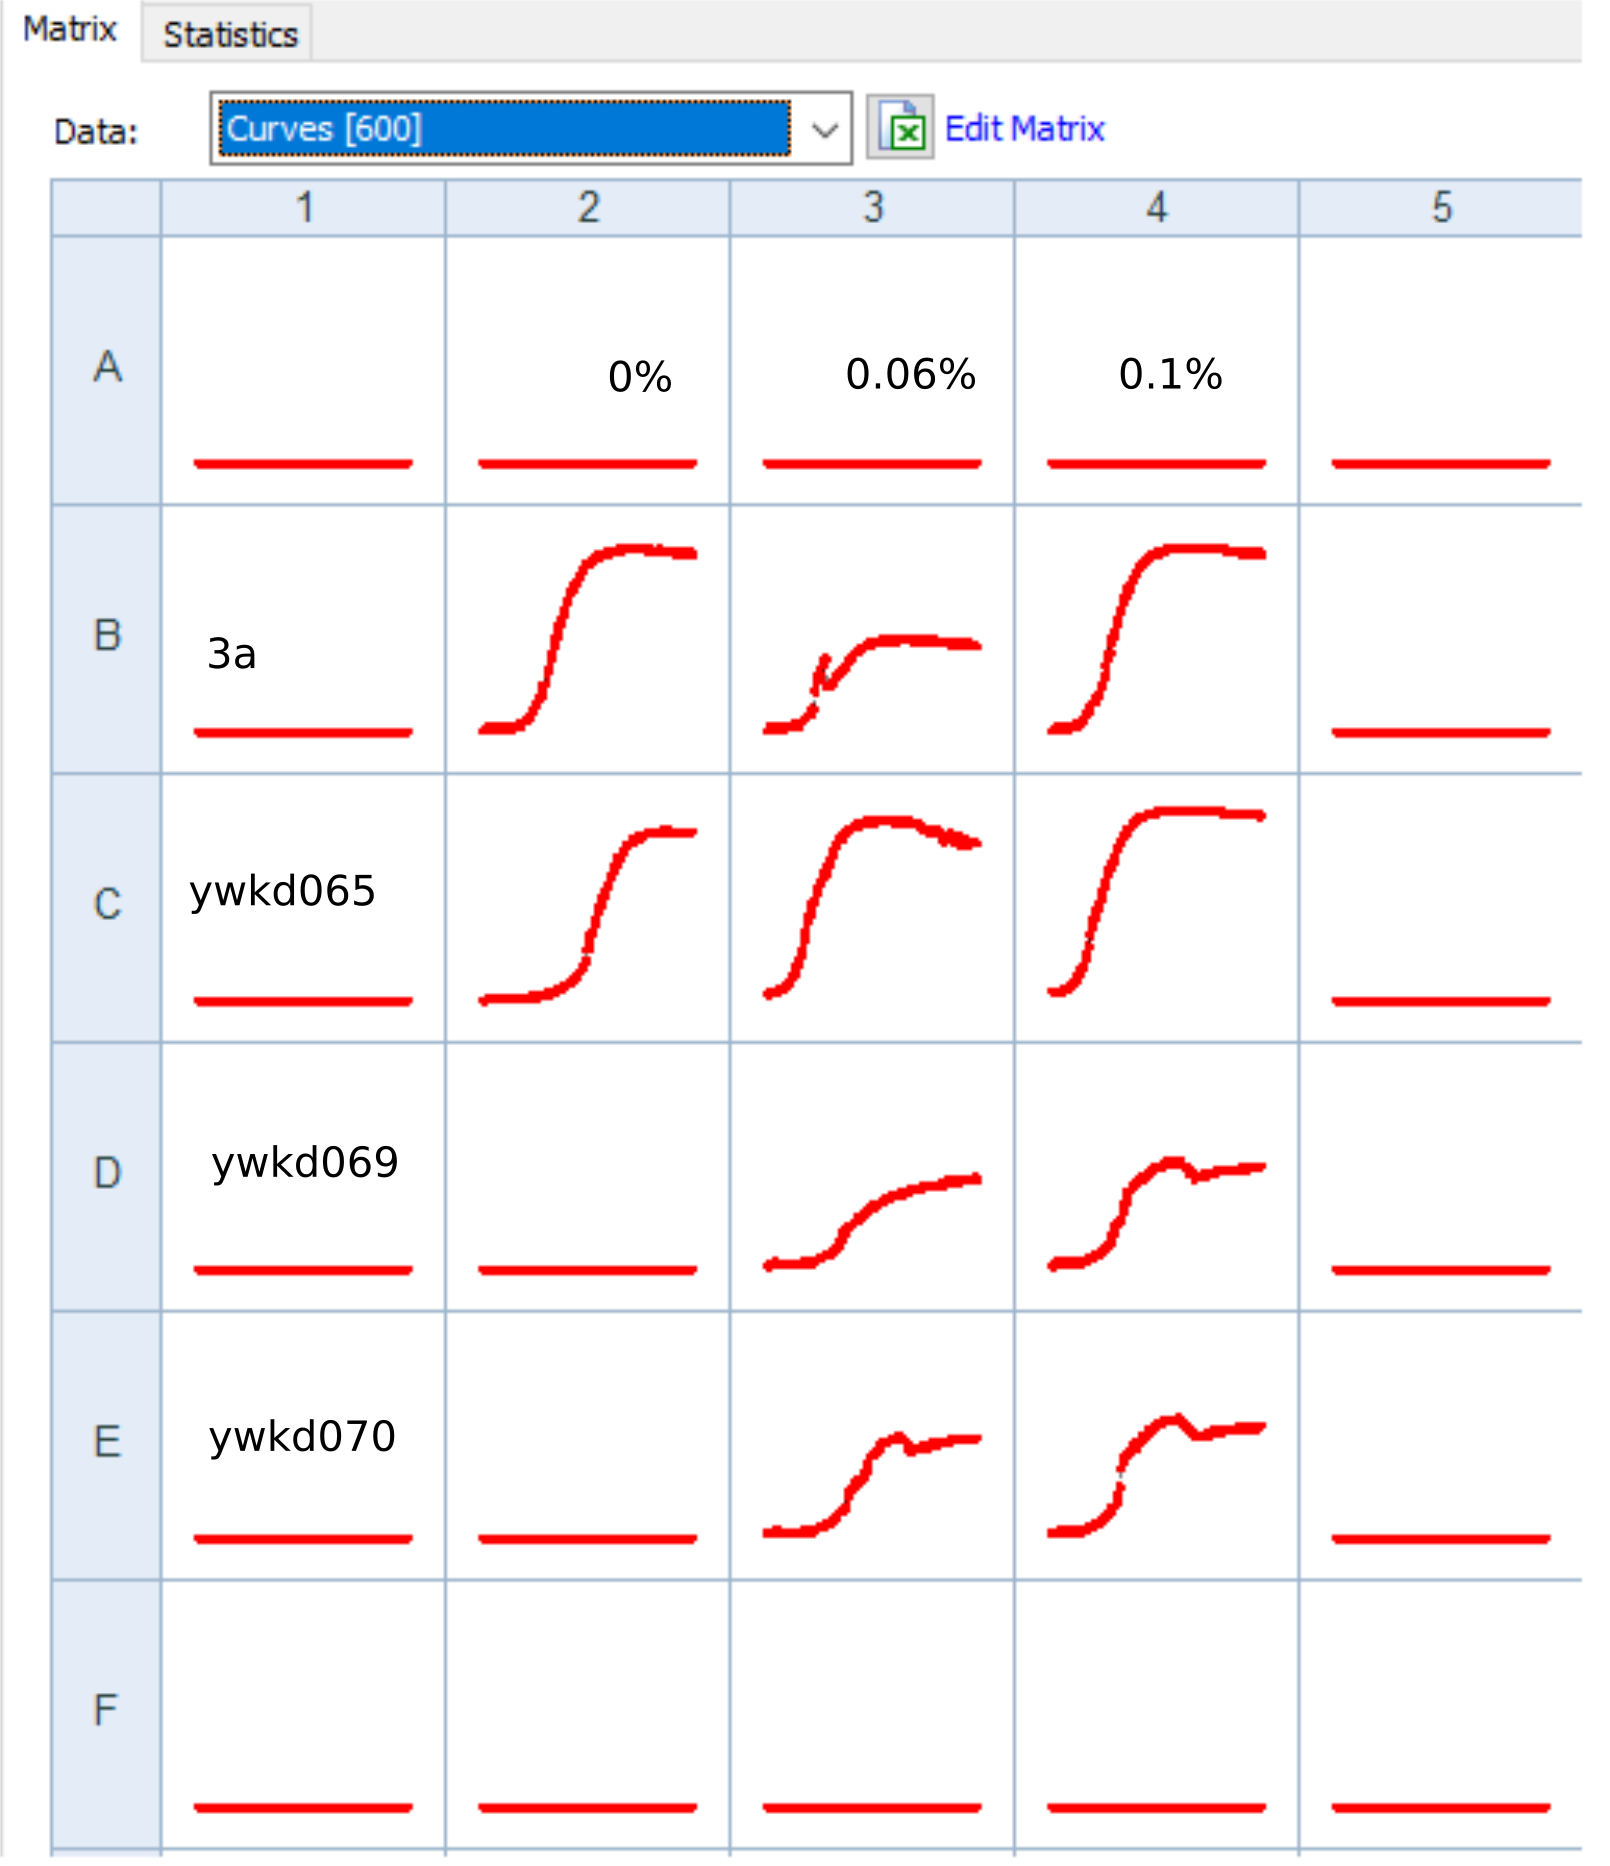 Matrix Statistics
Data: Curves [600] Edit Matrix
1 2 3 4 5
A 0% 0.06% 0.1%
B 3a
C ywkd065
D ywkd069
E ywkd070
F